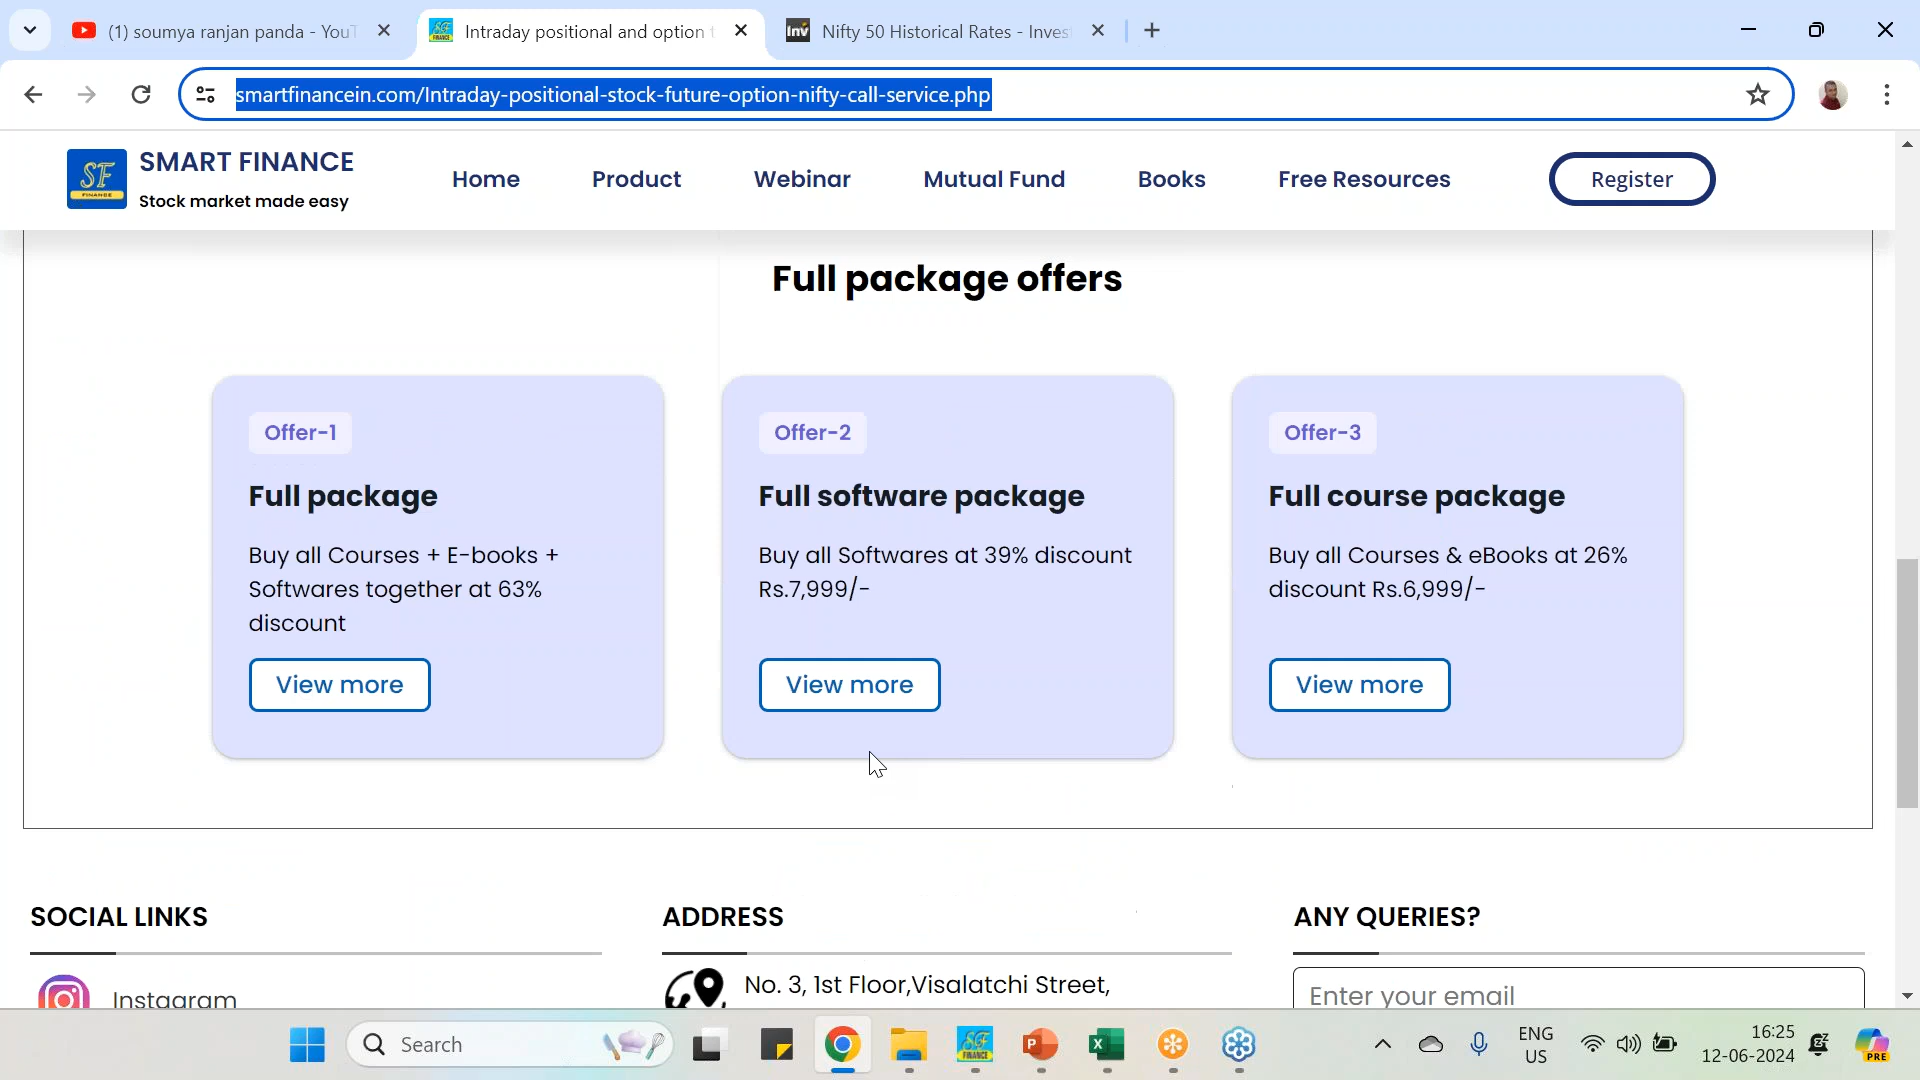 (1) soumya ranjan panda - YouT
Intraday positional and option
Nifty 50 Historical Rates - Inves
smartfinancein.com/Intraday-positional-stock-future-option-nifty-call-service.php
SF
FINANCE
SMART FINANCE
Stock market made easy
Home
Product
Webinar
Mutual Fund
Books
Free Resources
Register
Full package offers
Offer-1
Full package
Buy all Courses + E-books +
Softwares together at 63%
discount
View more
Offer-2
Full software package
Buy all Softwares at 39% discount
Rs.7,999/-
View more
Offer-3
Full course package
Buy all Courses & eBooks at 26%
discount Rs.6,999/-
View more
SOCIAL LINKS
Instagram
ADDRESS
No. 3, 1st Floor,Visalatchi Street,
ANY QUERIES?
Enter your email
Search
ENG
US
16:25
12-06-2024
PRE